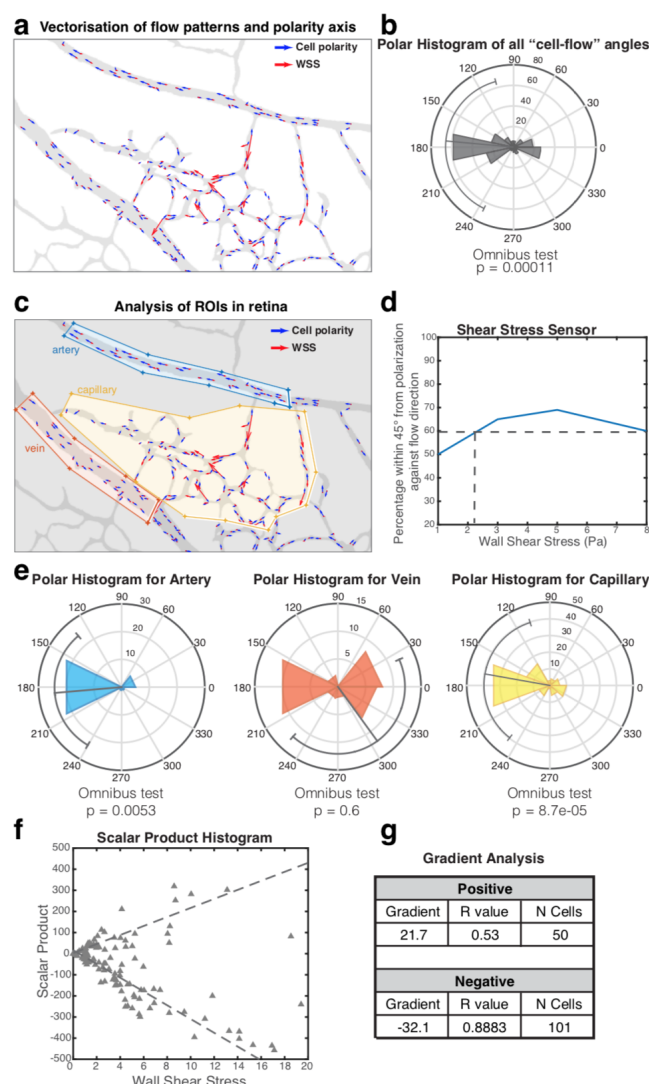 a
Vectorisation of flow patterns and polarity axis
Cell polarity
WSS
b
Polar Histogram of all “cell-flow” angles
90
80
120
60
60
40
150
30
20
180
0
210
330
240
300
270
Omnibus test
p = 0.00011
c
Analysis of ROIs in retina
Cell polarity
WSS
artery
capillary
vein
d
Shear Stress Sensor
Percentage within 45° from polarization
against flow direction
100
90
80
70
60
50
40
30
20
1
2
3
4
5
6
7
8
Wall Shear Stress (Pa)
e
Polar Histogram for Artery
90
30
120
60
20
150
30
10
180
0
210
330
240
300
270
Omnibus test
p = 0.0053
Polar Histogram for Vein
90
15
120
60
10
150
30
5
180
0
210
330
240
300
270
Omnibus test
p = 0.6
Polar Histogram for Capillary
90
50
120
60
40
30
150
30
20
10
180
0
210
330
240
300
270
Omnibus test
p = 8.7e-05
f
Scalar Product Histogram
Scalar Product
500
400
300
200
100
0
-100
-200
-300
-400
-500
0 2 4 6 8 10 12 14 16 18 20
Wall Shear Stress
g
Gradient Analysis
Positive
Gradient R value N Cells
21.7 0.53 50
Negative
Gradient R value N Cells
-32.1 0.8883 101